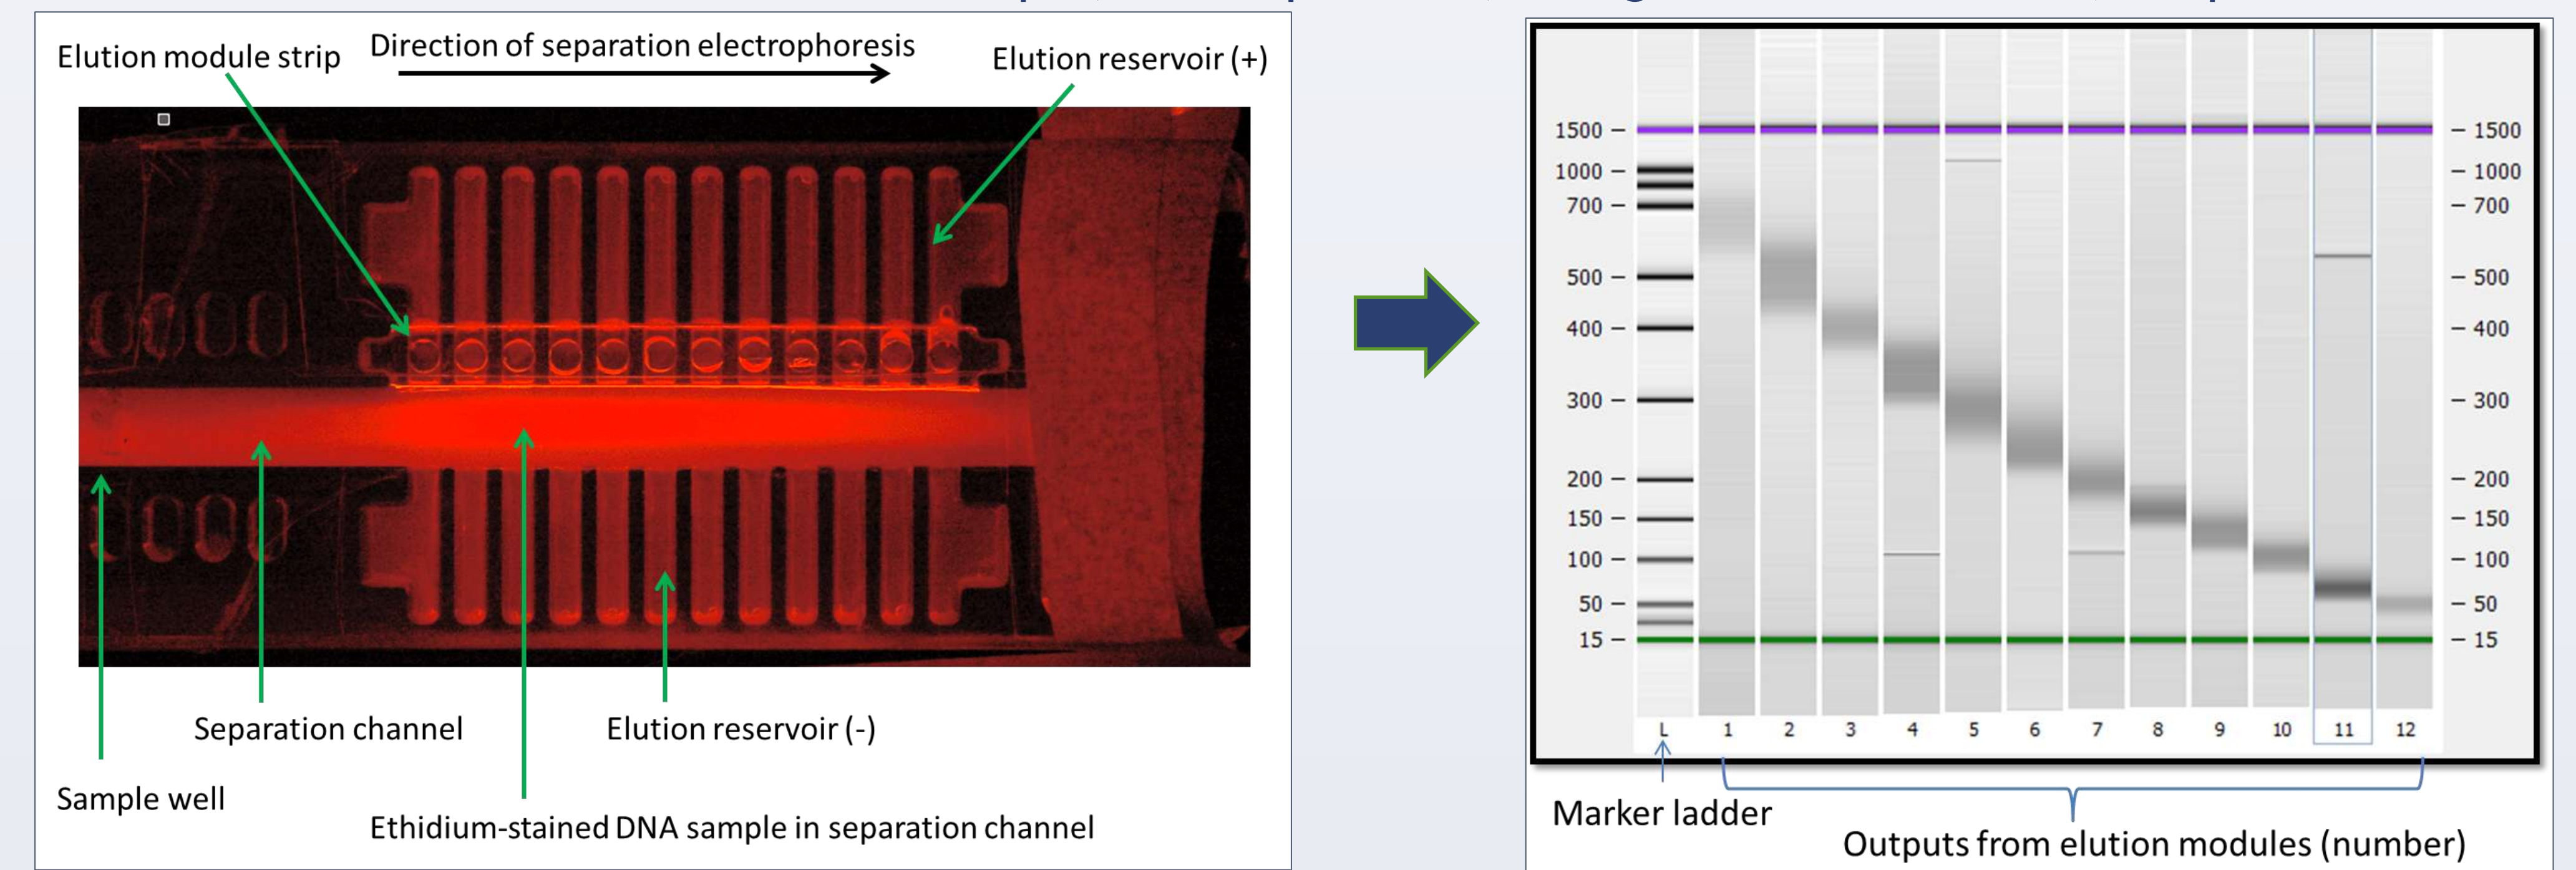 Elution module strip
Direction of separation electrophoresis
Elution reservoir (+)
Separation channel
Elution reservoir (-)
Sample well
Ethidium-stained DNA sample in separation channel
1500
1000
700
500
400
300
200
150
100
50
15
1500
1000
700
500
400
300
200
150
100
50
15
L 1 2 3 4 5 6 7 8 9 10 11 12
Marker ladder
Outputs from elution modules (number)